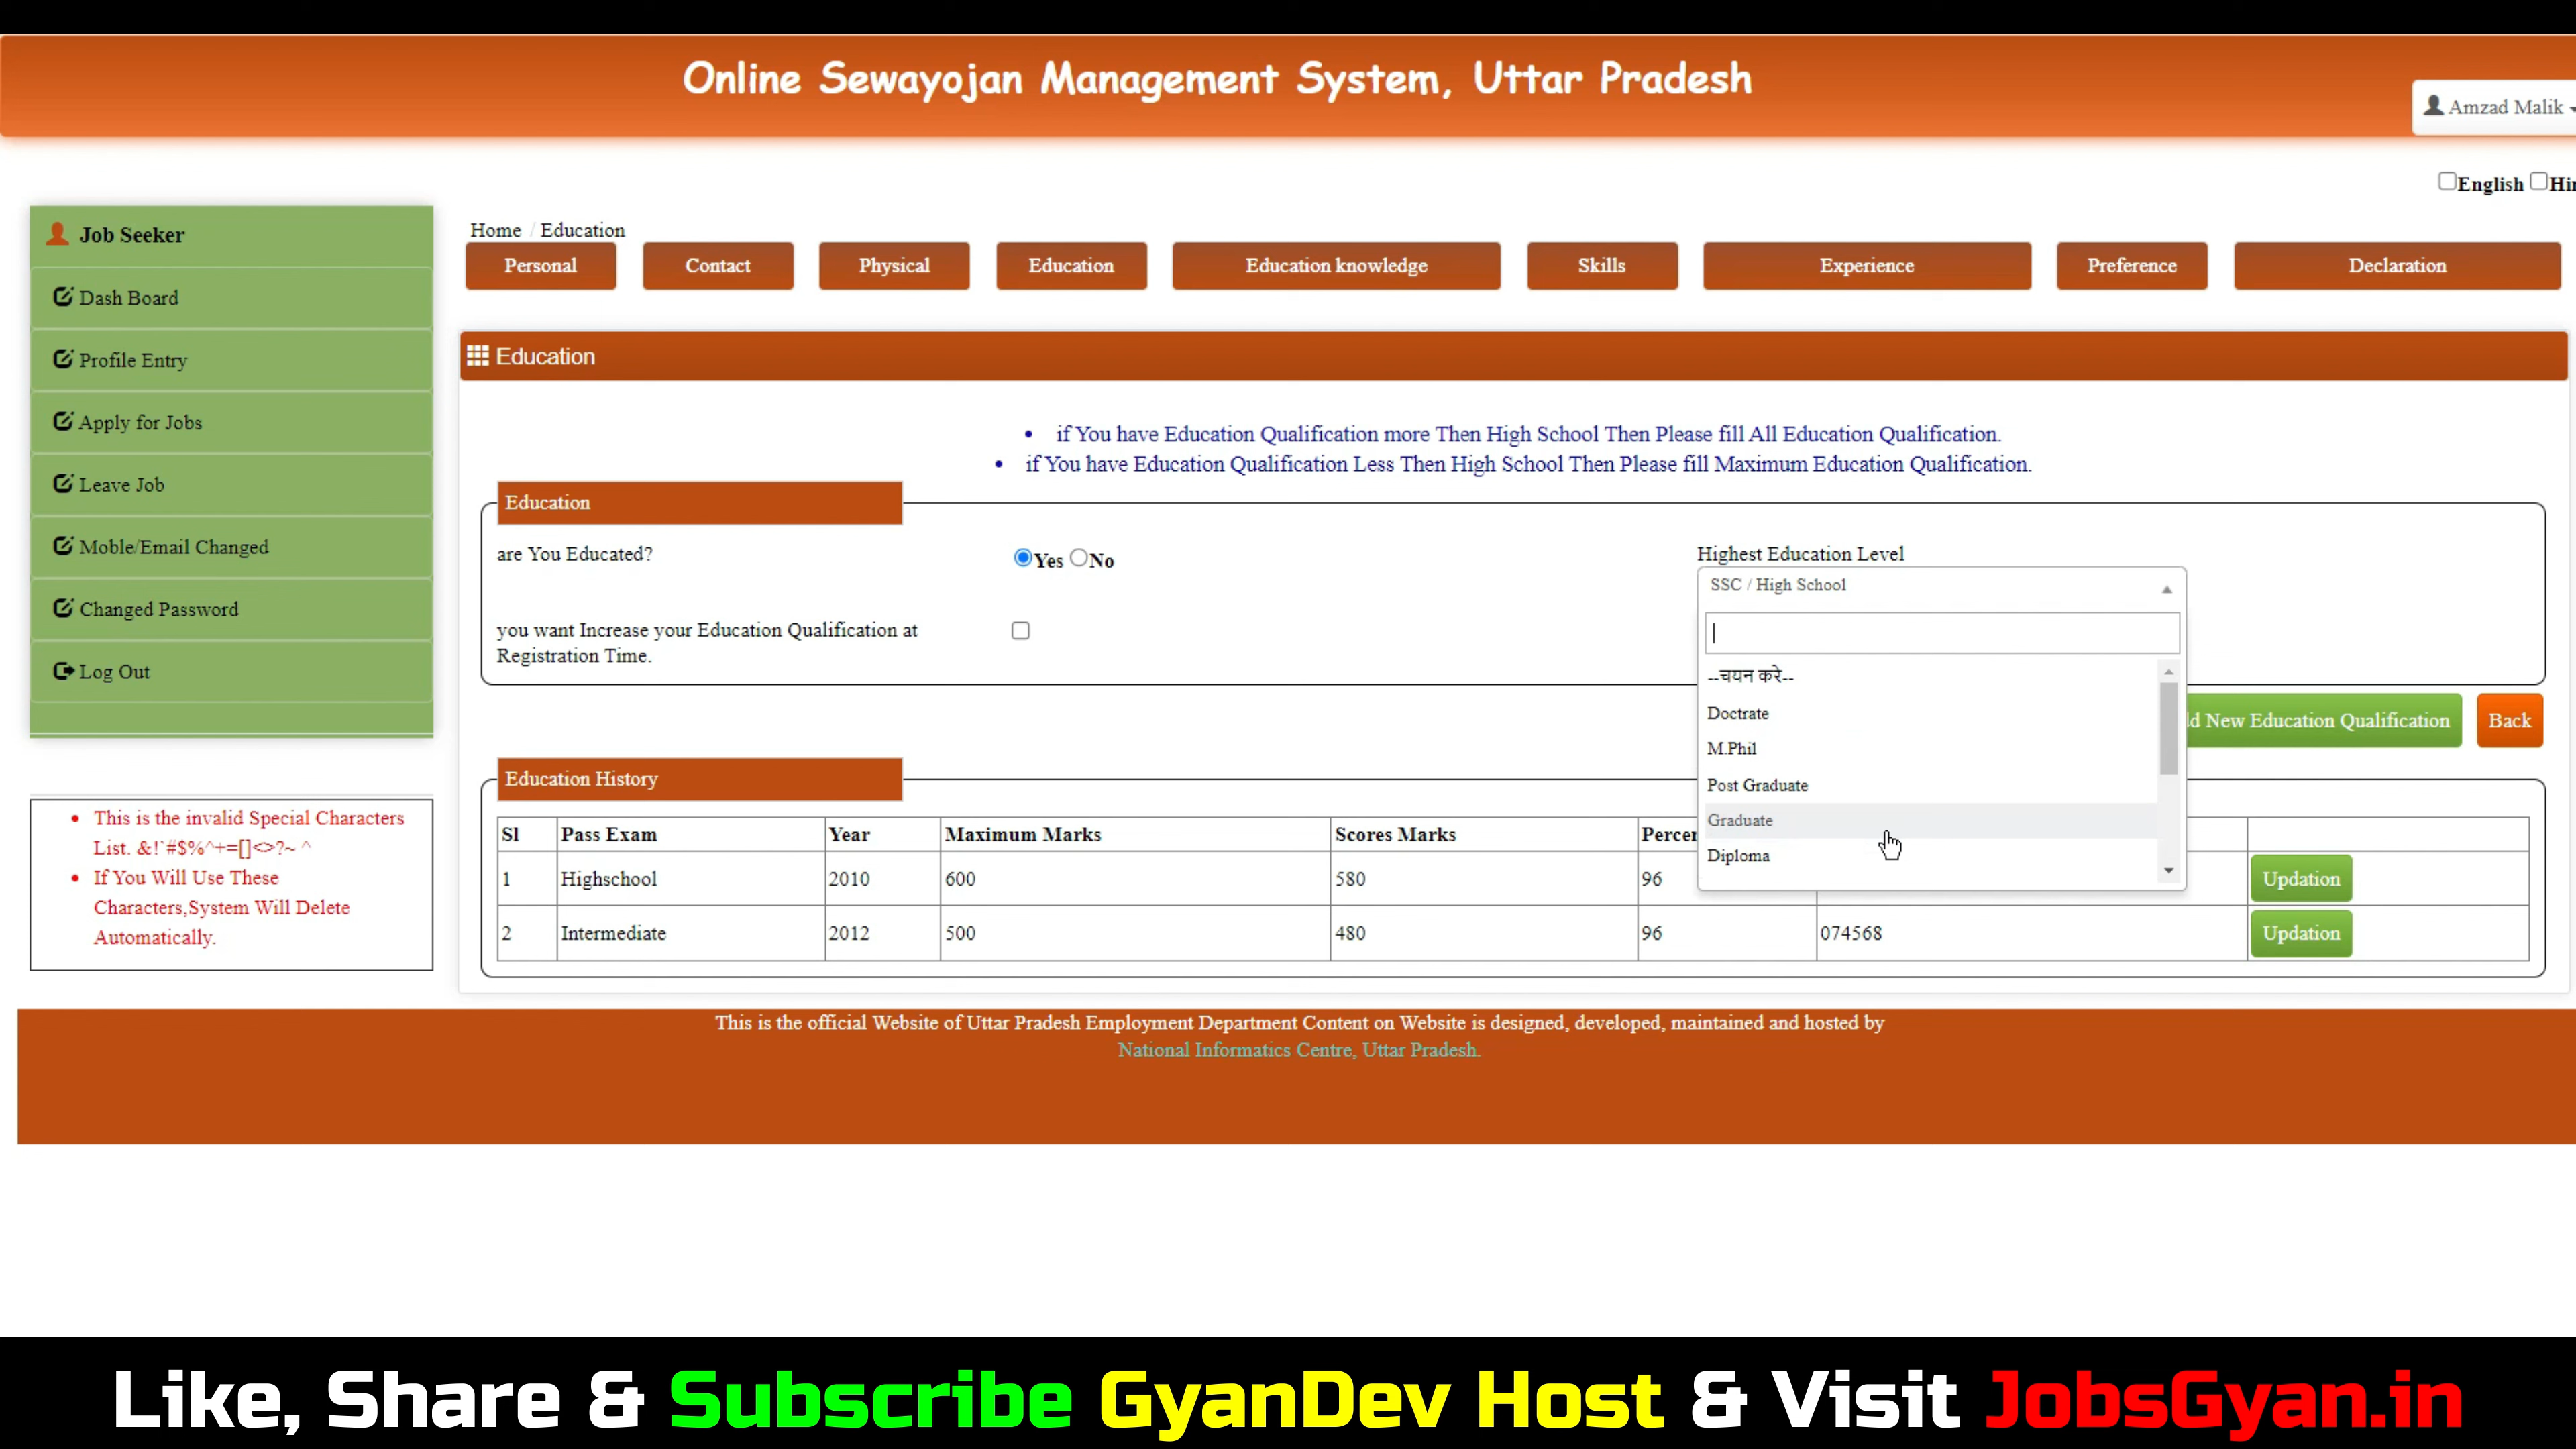 Online Sewayojan Management System, Uttar Pradesh
Amzad Malik
English
Job Seeker
Dash Board
Profile Entry
Apply for Jobs
Leave Job
Moble/Email Changed
Changed Password
Log Out
This is the invalid Special Characters
List. &!`#$%^+=[]<>?~ ^
If You Will Use These
Characters,System Will Delete
Automatically.
Home / Education
Personal Contact Physical Education Education knowledge Skills Experience Preference Declaration
Education
if You have Education Qualification more Then High School Then Please fill All Education Qualification.
if You have Education Qualification Less Then High School Then Please fill Maximum Education Qualification.
Education
are You Educated? Yes No
Highest Education Level
SSC / High School
you want Increase your Education Qualification at
Registration Time.
--चयन करे--
Doctrate
M.Phil
Post Graduate
Graduate
Diploma
New Education Qualification Back
Education History
Sl Pass Exam Year Maximum Marks Scores Marks
1 Highschool 2010 600 580 96 Updation
2 Intermediate 2012 500 480 96 074568 Updation
This is the official Website of Uttar Pradesh Employment Department Content on Website is designed, developed, maintained and hosted by
National Informatics Centre, Uttar Pradesh.
Like, Share & Subscribe GyanDev Host & Visit JobsGyan.in